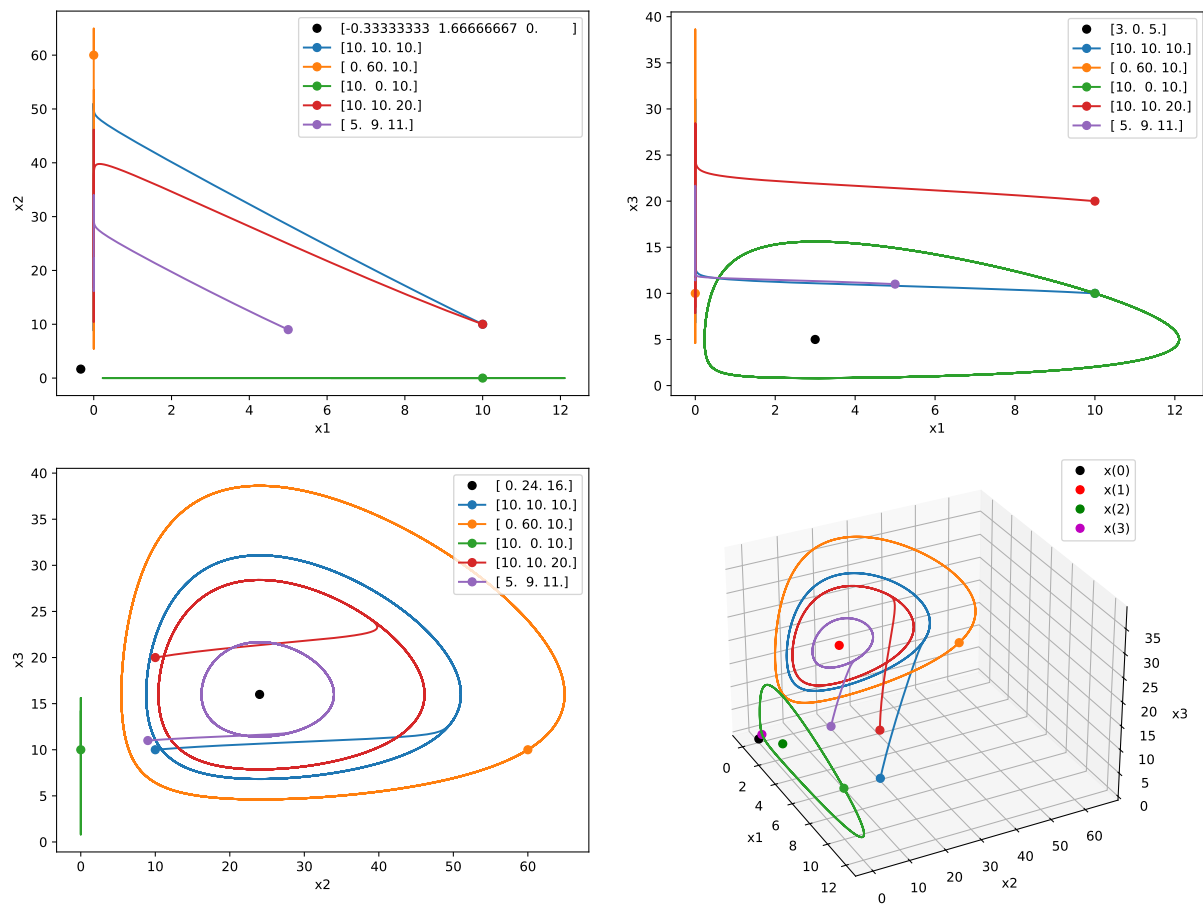 60
50
40
30
20
10
0
x2
0
2
4
6
8
10
12
x1
[-0.33333333 1.66666667 0. ]
[10. 10. 10.]
[ 0. 60. 10.]
[10. 0. 10.]
[10. 10. 20.]
[ 5. 9. 11.]
40
35
30
25
20
15
10
5
0
x3
0
2
4
6
8
10
12
x1
[3. 0. 5.]
[10. 10. 10.]
[ 0. 60. 10.]
[10. 0. 10.]
[10. 10. 20.]
[ 5. 9. 11.]
40
35
30
25
20
15
10
5
0
x3
0
10
20
30
40
50
60
x2
[ 0. 24. 16.]
[10. 10. 10.]
[ 0. 60. 10.]
[10. 0. 10.]
[10. 10. 20.]
[ 5. 9. 11.]
x(0)
x(1)
x(2)
x(3)
0
2
4
6
8
10
12
x1
0
10
20
30
40
50
60
x2
35
30
25
20
15
10
5
0
x3